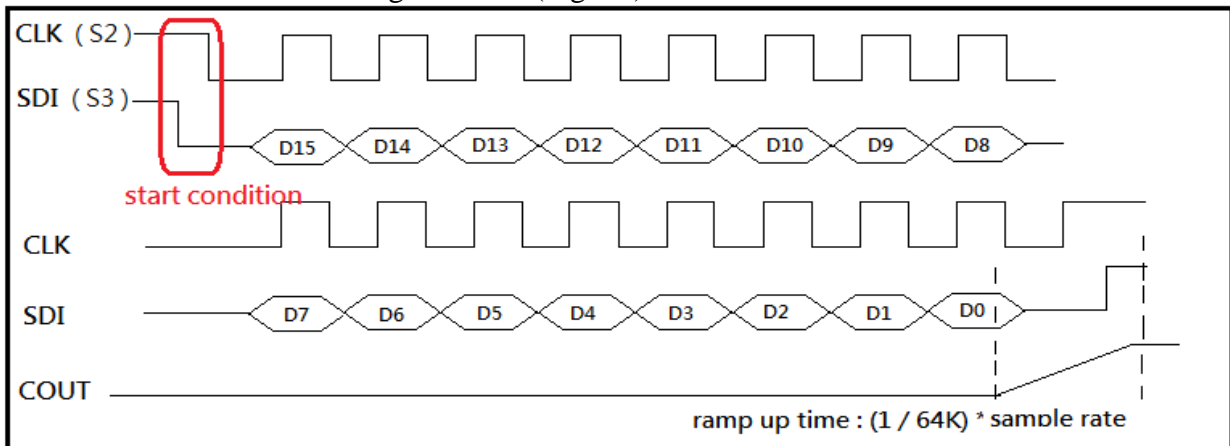 CLK ( S2 )
SDI ( S3 )
D15 D14 D13 D12 D11 D10 D9 D8
start condition
CLK
SDI
D7 D6 D5 D4 D3 D2 D1 D0
COUT
ramp up time : (1 / 64K) * sample rate